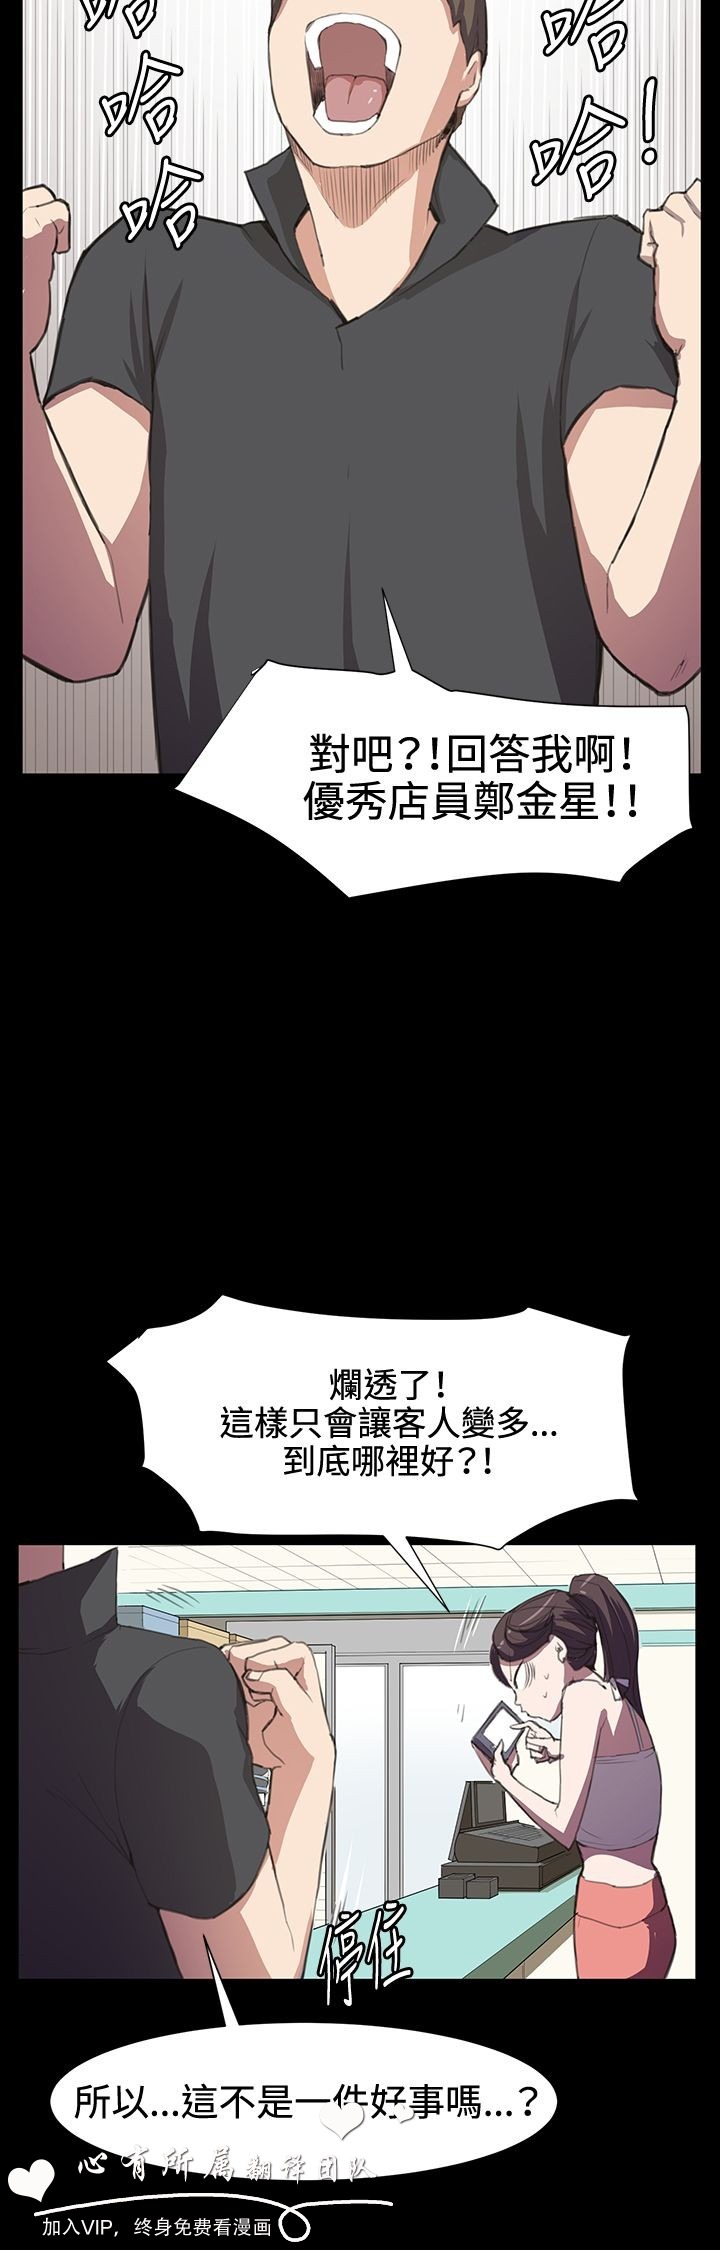 哈
哈
哈
哈
哈!
對吧?!回答我啊!
優秀店員鄭金星!!
爛透了!
這樣只會讓客人變多...
到底哪裡好?!
停住
所以...這不是一件好事嗎...?
心有所属翻译团队
加入VIP，终身免费看漫画